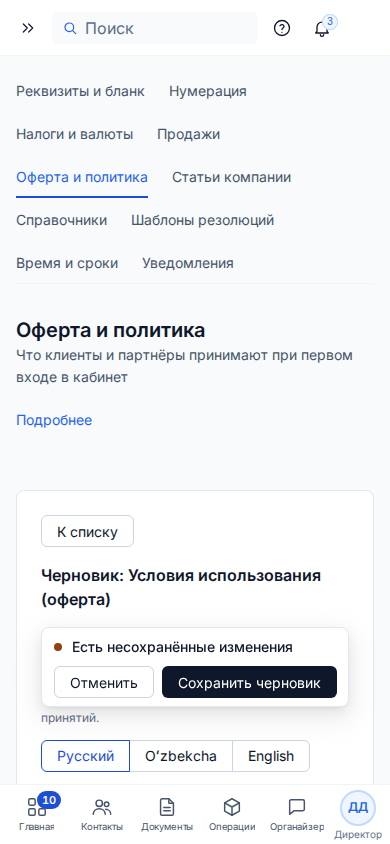 Поиск
3
Реквизиты и бланк Нумерация
Налоги и валюты Продажи
Оферта и политика Статьи компании
Справочники Шаблоны резолюций
Время и сроки Уведомления
Оферта и политика
Что клиенты и партнёры принимают при первом
входе в кабинет
Подробнее
К списку
Черновик: Условия использования
(оферта)
Есть несохранённые изменения
Отменить Сохранить черновик
принятий.
Русский Oʻzbekcha English
10
ДД
Главная Контакты Документы Операции Органайзер Директор